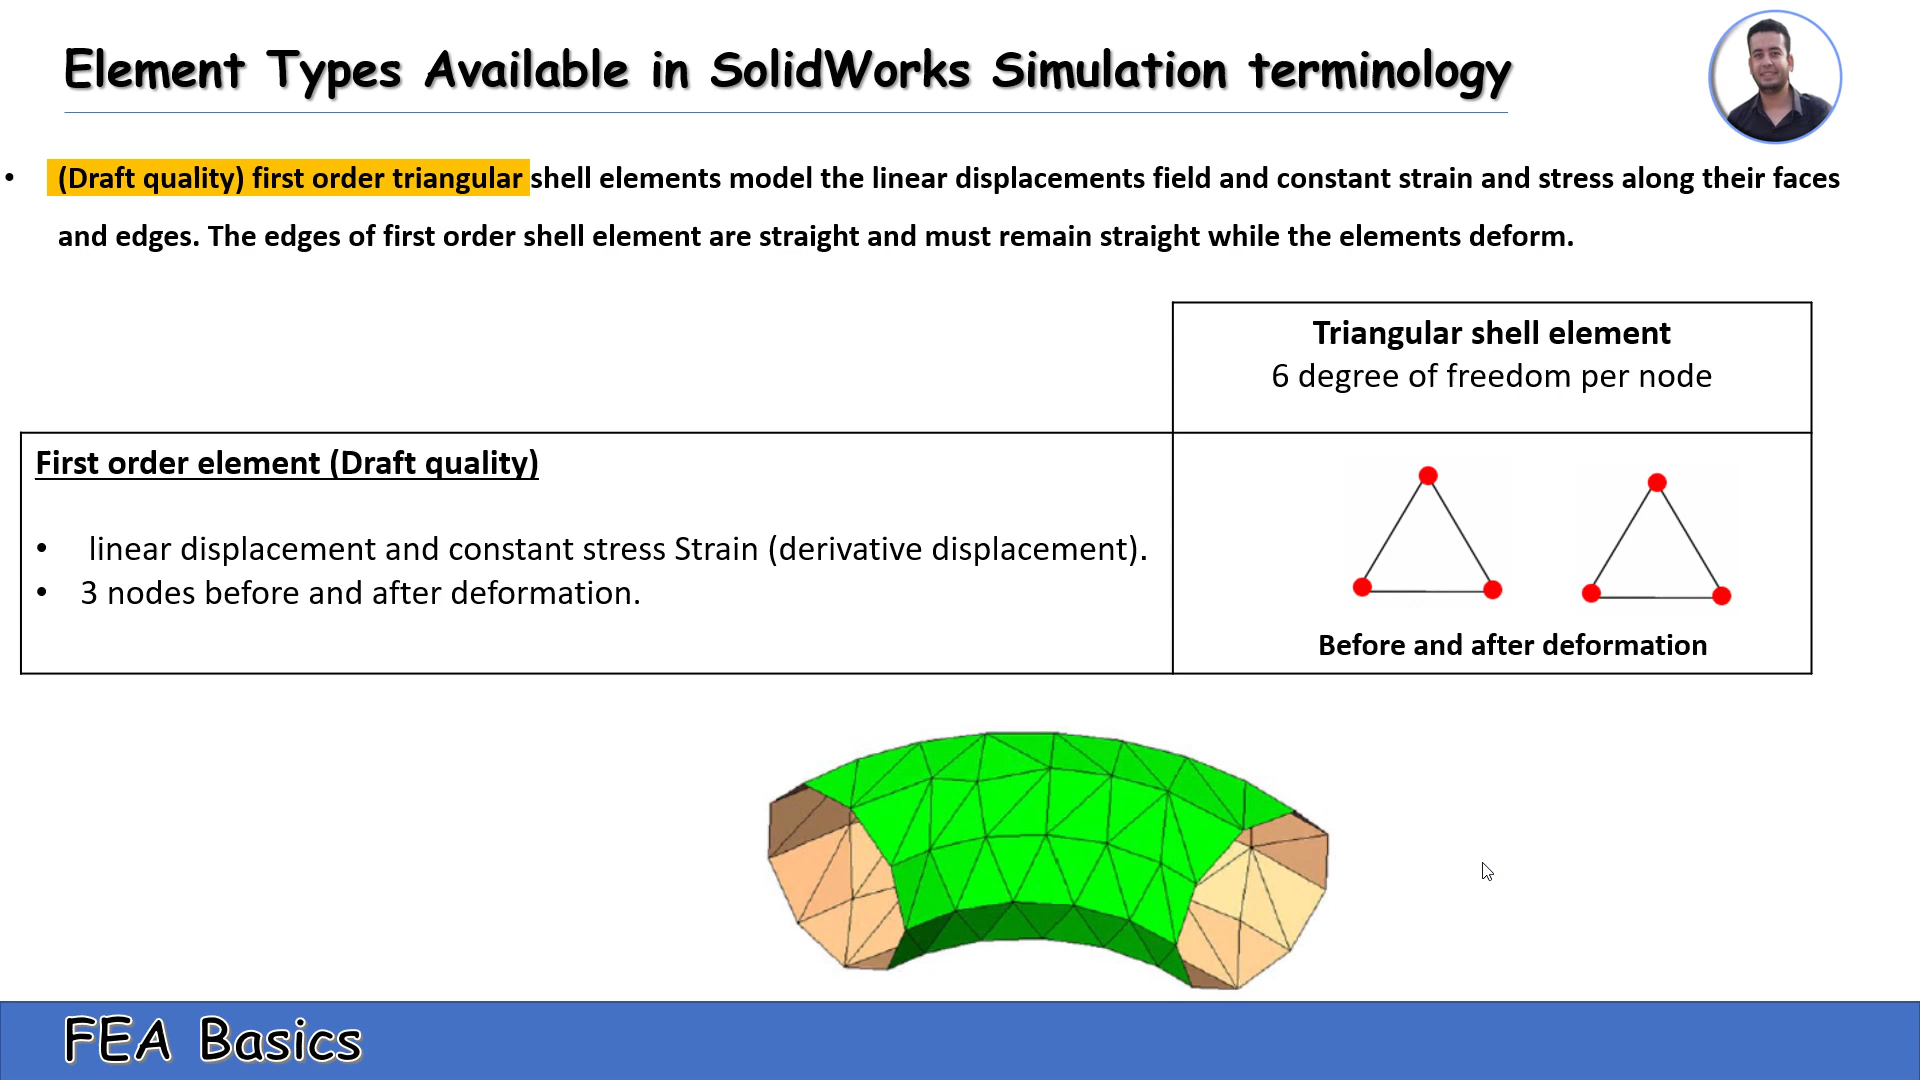 Element Types Available in SolidWorks Simulation terminology
• (Draft quality) first order triangular shell elements model the linear displacements field and constant strain and stress along their faces
and edges. The edges of first order shell element are straight and must remain straight while the elements deform.
Triangular shell element
6 degree of freedom per node
First order element (Draft quality)
• linear displacement and constant stress Strain (derivative displacement).
• 3 nodes before and after deformation.
Before and after deformation
FEA Basics